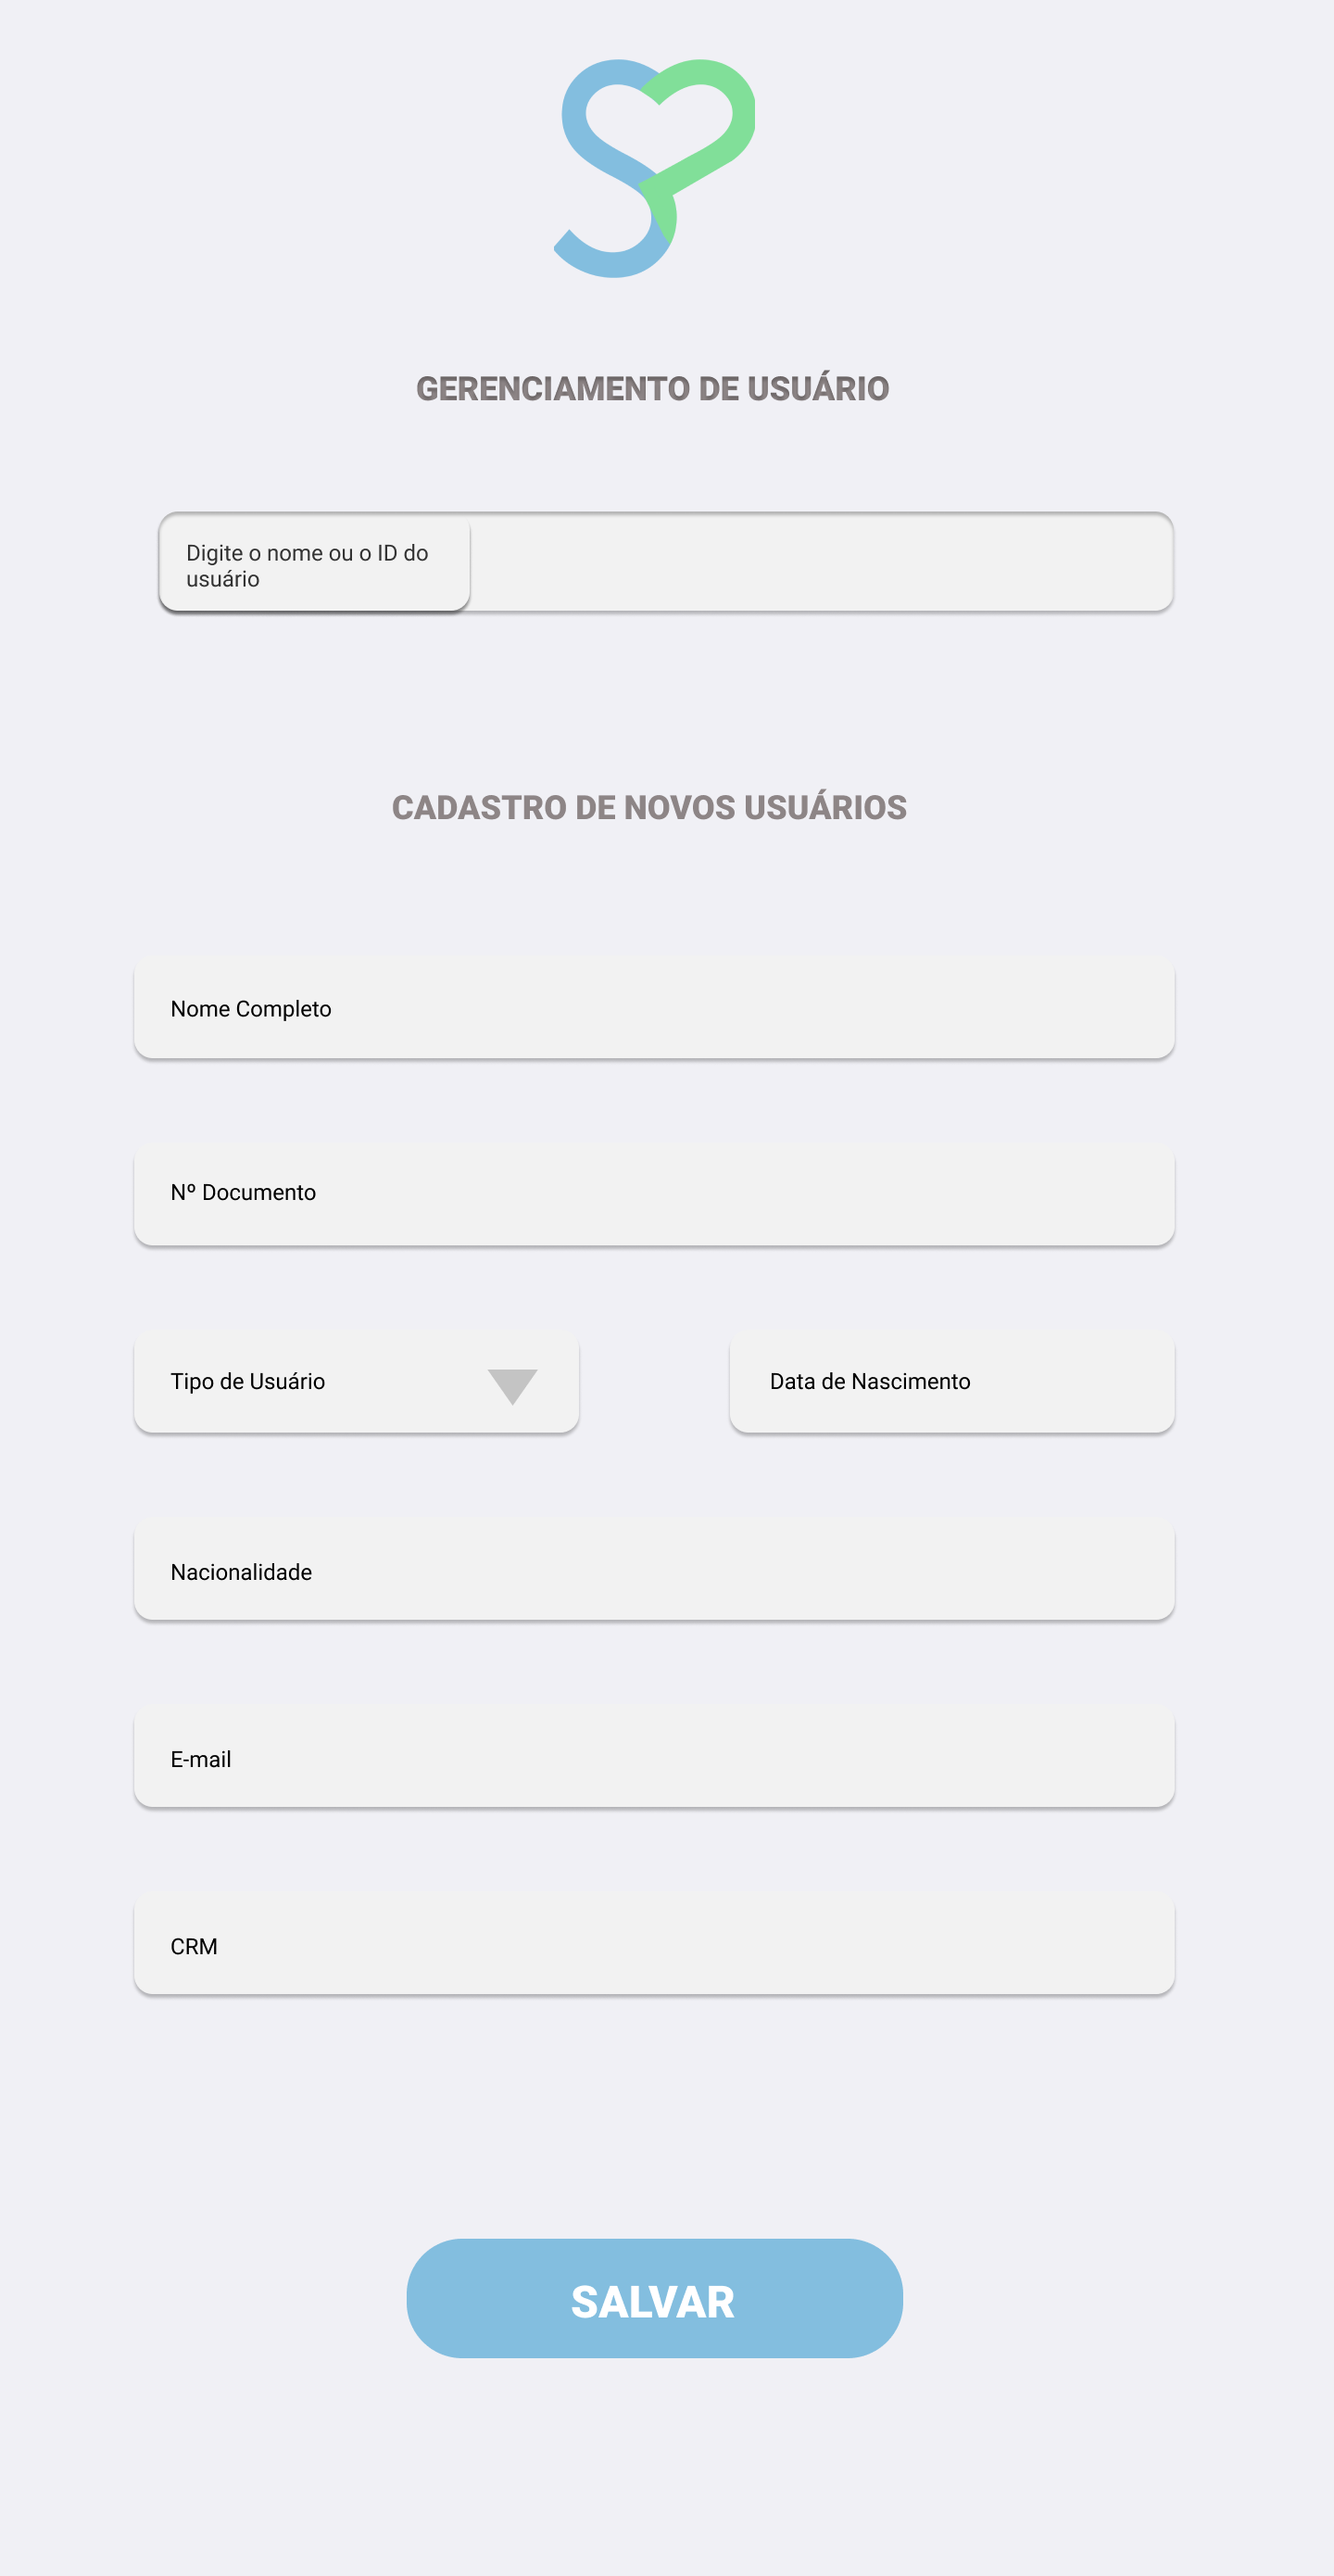 GERENCIAMENTO DE USUÁRIO
Digite o nome ou o ID do
usuário
CADASTRO DE NOVOS USUÁRIOS
Nome Completo
Nº Documento
Tipo de Usuário
Data de Nascimento
Nacionalidade
E-mail
CRM
SALVAR